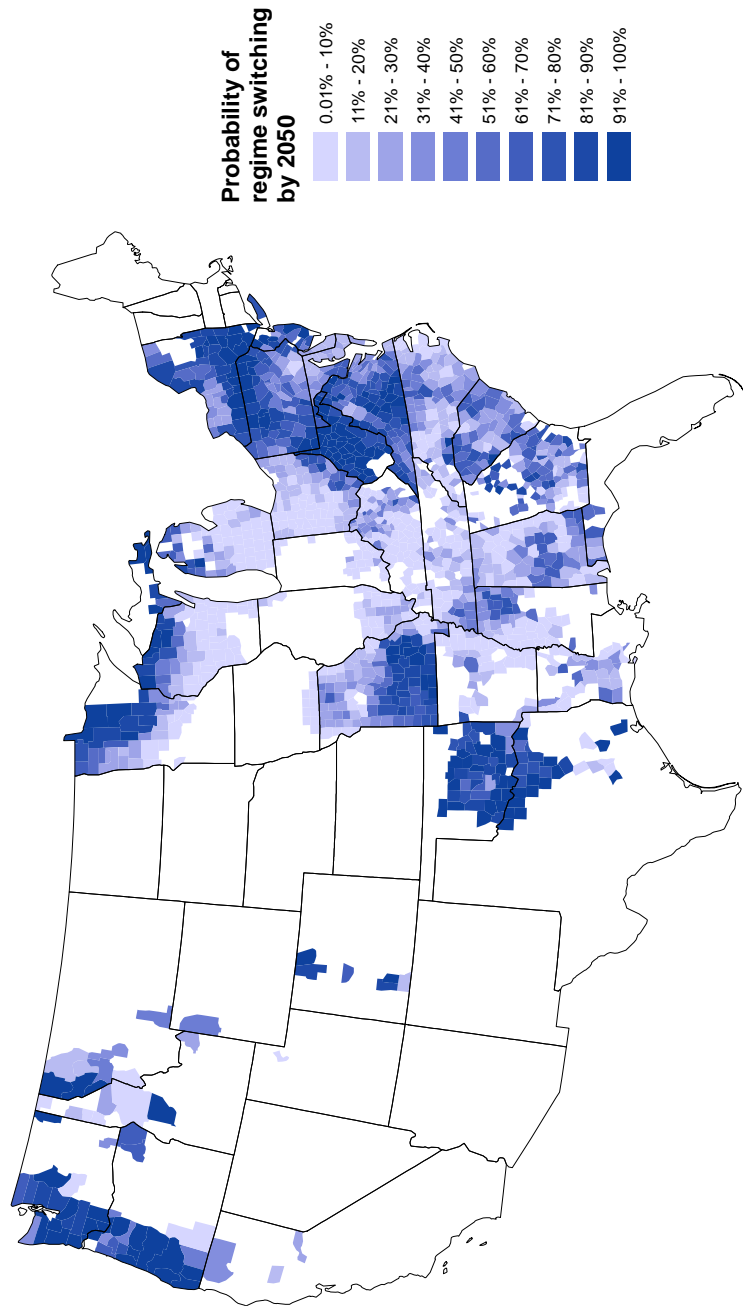 Probability of
regime switching
by 2050
0.01% - 10%
11% - 20%
21% - 30%
31% - 40%
41% - 50%
51% - 60%
61% - 70%
71% - 80%
81% - 90%
91% - 100%